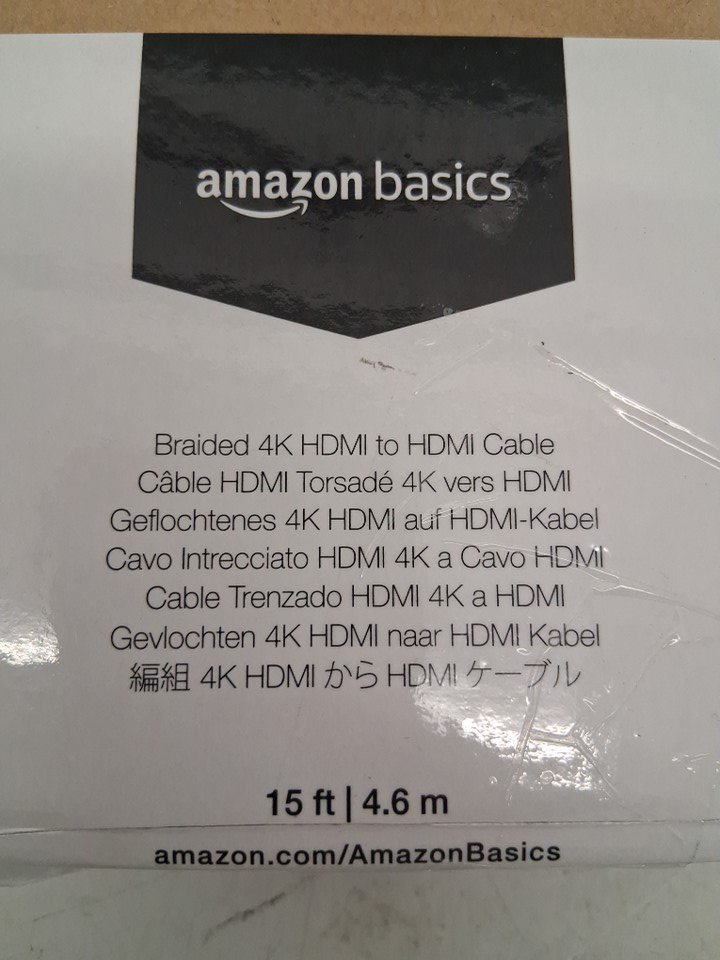 amazon basics
Braided 4K HDMI to HDMI Cable
Câble HDMI Torsadé 4K vers HDMI
Geflochtenes 4K HDMI auf HDMI-Kabel
Cavo Intrecciato HDMI 4K a Cavo HDMI
Cable Trenzado HDMI 4K a HDMI
Gevlochten 4K HDMI naar HDMI Kabel
編組 4K HDMI から HDMI ケーブル
15 ft | 4.6 m
amazon.com/AmazonBasics